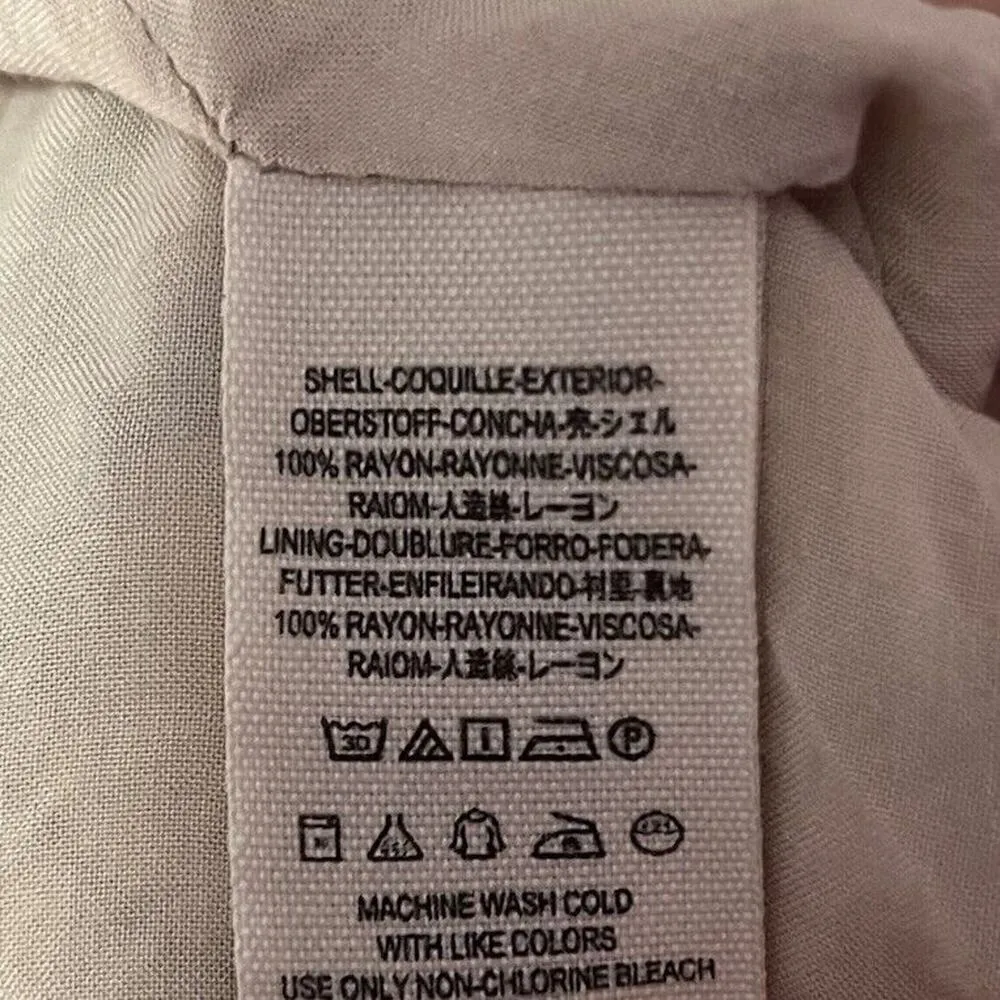 SHELL-COQUILLE-EXTERIOR-
OBERSTOFF-CONCHA-亮-シェル
100% RAYON-RAYONNE-VISCOSA-
RAIOM-人造絲-レーヨン
LINING-DOUBLURE-FORRO-FODERA-
FUTTER-ENFILEIRANDO-衬里-裏地
100% RAYON-RAYONNE-VISCOSA-
RAIOM-人造絲-レーヨン
30 P
MACHINE WASH COLD
WITH LIKE COLORS
USE ONLY NON-CHLORINE BLEACH